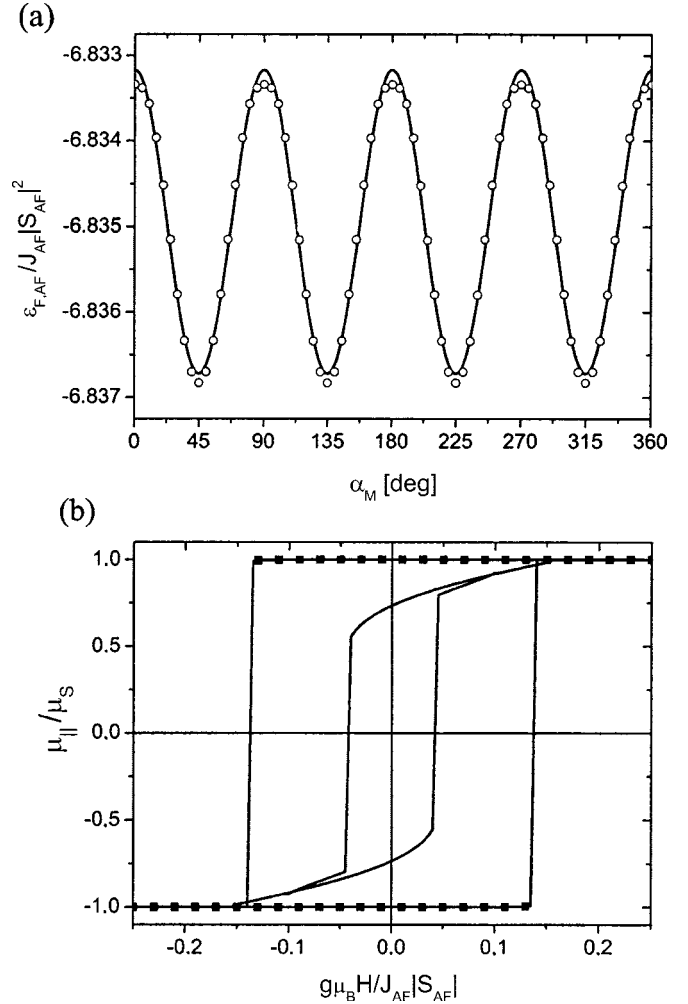 (a)
-6.833
-6.834
-6.835
-6.836
-6.837
ε_F,AF/J_AF|S_AF|²
0 45 90 135 180 225 270 315 360
α_M [deg]
(b)
1.0
0.5
0.0
-0.5
-1.0
μ_||/μ_S
-0.2 -0.1 0.0 0.1 0.2
gμ_BH/J_AF|S_AF|